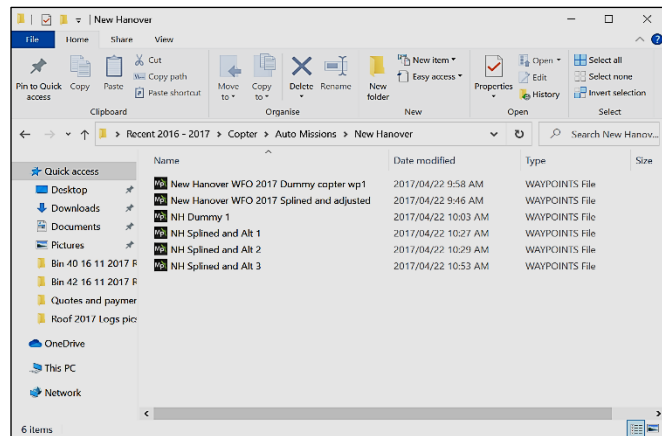 New Hanover
File Home Share View
Pin to Quick access
Copy
Paste
Cut
Copy path
Paste shortcut
Clipboard
Move to
Copy to
Delete
Rename
Organise
New folder
New item
Easy access
New
Properties
Open
Edit
History
Open
Select all
Select none
Invert selection
Select
Recent 2016 - 2017 > Copter > Auto Missions > New Hanover
Search New Hanov...
Quick access
Desktop
Downloads
Documents
Pictures
Bin 40 16 11 2017 F
Bin 42 16 11 2017 F
Quotes and paymer
Roof 2017 Logs pics
OneDrive
This PC
Network
Name Date modified Type Size
New Hanover WFO 2017 Dummy copter wp1 2017/04/22 9:58 AM WAYPOINTS File
New Hanover WFO 2017 Splined and adjusted 2017/04/22 9:46 AM WAYPOINTS File
NH Dummy 1 2017/04/22 10:03 AM WAYPOINTS File
NH Splined and Alt 1 2017/04/22 10:27 AM WAYPOINTS File
NH Splined and Alt 2 2017/04/22 10:29 AM WAYPOINTS File
NH Splined and Alt 3 2017/04/22 10:53 AM WAYPOINTS File
6 items